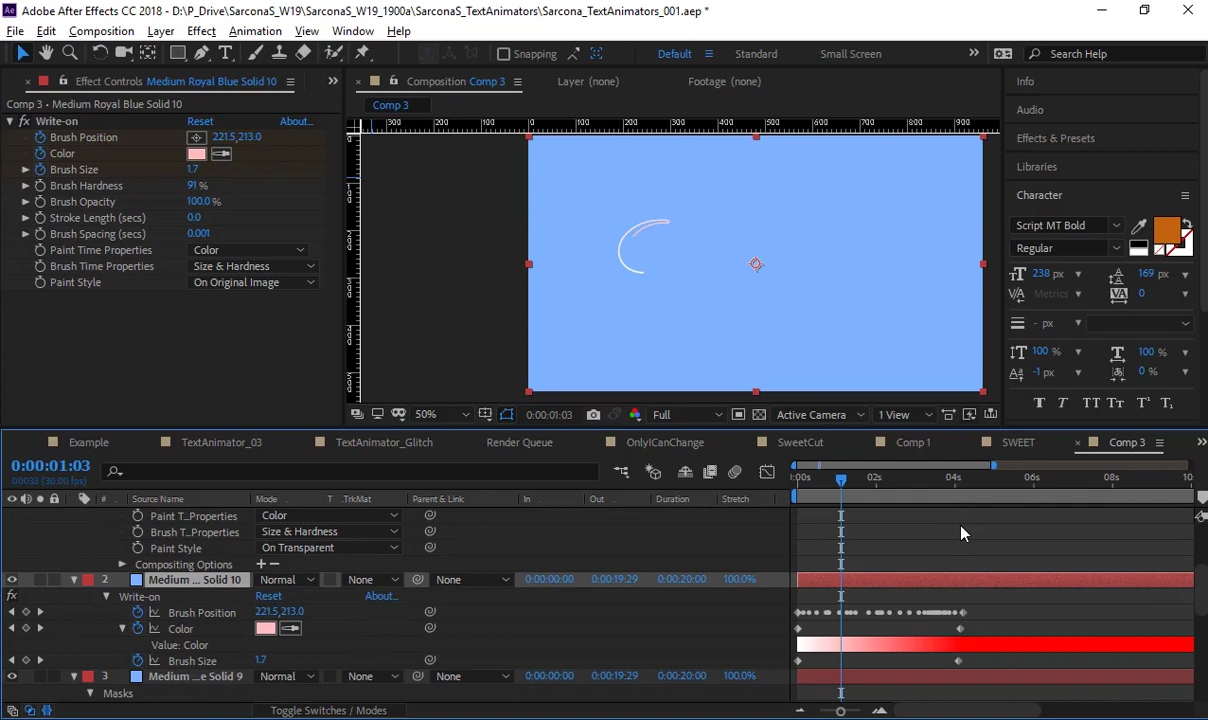 Adobe After Effects CC 2018 - D:\P_Drive\SarconaS_W19\SarconaS_W19_1900a\SarconaS_TextAnimators\Sarcona_TextAnimators_001.aep *
File Edit Composition Layer Effect Animation View Window Help
Snapping Default Standard Small Screen Search Help
Effect Controls Medium Royal Blue Solid 10 Composition Comp 3 Layer (none) Footage (none) Info
Comp 3 • Medium Royal Blue Solid 10 Comp 3 Audio
fx Write-on Reset About...
Brush Position 221.5,213.0 Effects & Presets
Color
Brush Size 1.7 Libraries
Brush Hardness 91 %
Brush Opacity 100.0 % Character
Stroke Length (secs) 0.0 Script MT Bold
Brush Spacing (secs) 0.001
Paint Time Properties Color Regular
Brush Time Properties Size & Hardness 238 px 169 px
Paint Style On Original Image Metrics 0
- px
100 % 100 %
-1 px 0 %
50% 0:00:01:03 Full Active Camera 1 View
Example TextAnimator_03 TextAnimator_Glitch Render Queue OnlyICanChange SweetCut Comp 1 SWEET Comp 3
0:00:01:03
00033 (30.00 fps) 02s 04s 06s 08s
# Source Name Mode T .TrkMat Parent & Link In Out Duration Stretch
Paint T...Properties Color
Brush T...Properties Size & Hardness
Paint Style On Transparent
Compositing Options
2 Medium ... Solid 10 Normal None None 0:00:00:00 0:00:19:29 0:00:20:00 100.0%
fx Write-on Reset About...
Brush Position 221.5,213.0
Color
Value: Color
Brush Size 1.7
3 Medium ...e Solid 9 Normal None None 0:00:00:00 0:00:19:29 0:00:20:00 100.0%
Masks
Toggle Switches / Modes